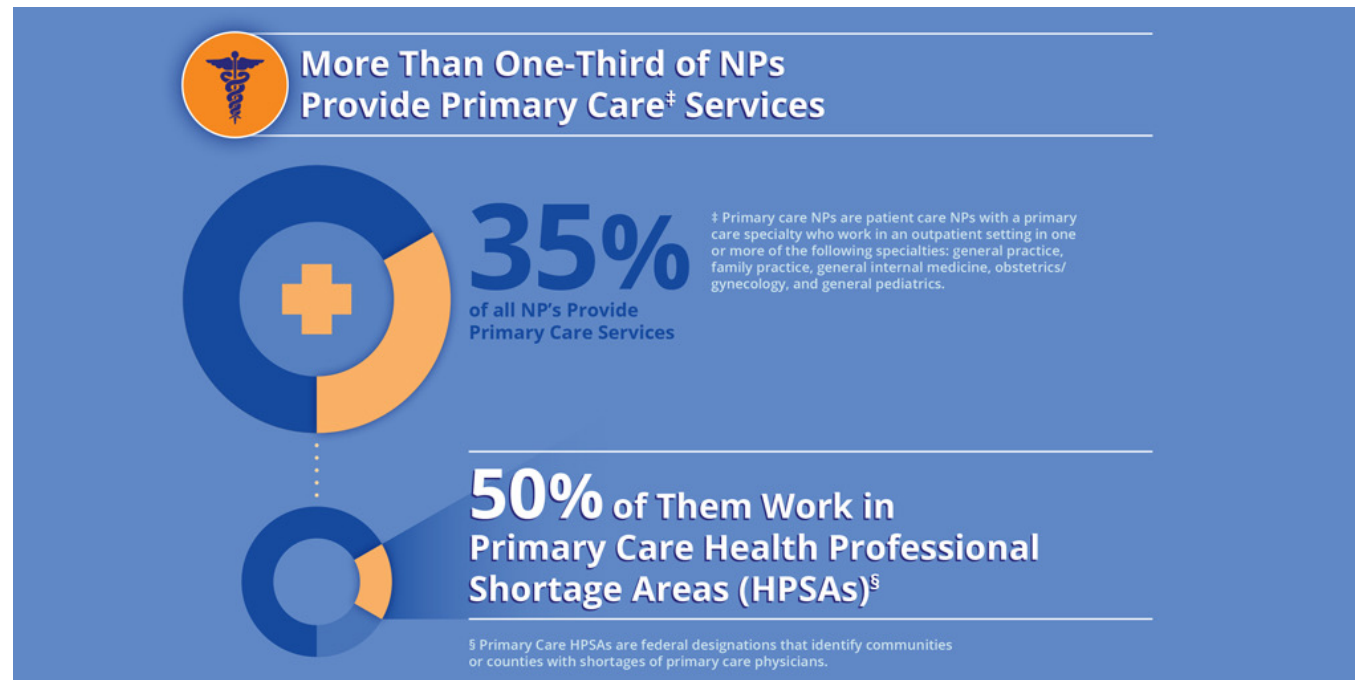 More Than One-Third of NPs
Provide Primary Care‡ Services
35%
of all NP’s Provide
Primary Care Services
‡ Primary care NPs are patient care NPs with a primary
care specialty who work in an outpatient setting in one
or more of the following specialties: general practice,
family practice, general internal medicine, obstetrics/
gynecology, and general pediatrics.
50% of Them Work in
Primary Care Health Professional
Shortage Areas (HPSAs)§
§ Primary Care HPSAs are federal designations that identify communities
or counties with shortages of primary care physicians.